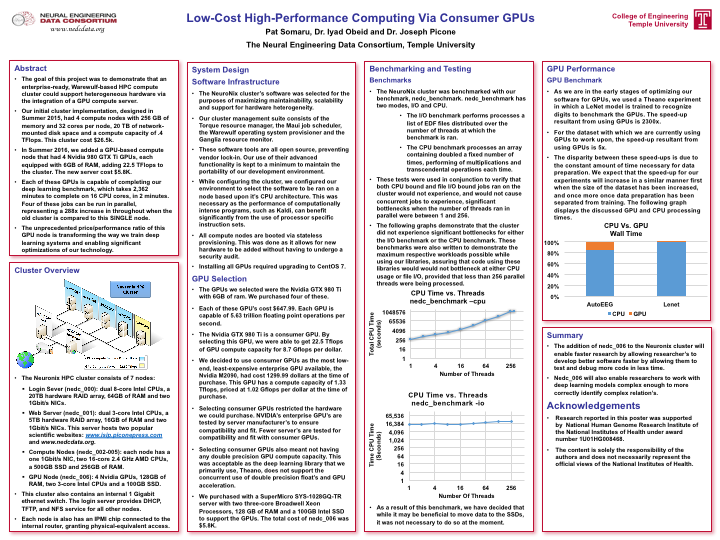 NEURAL ENGINEERING
DATA CONSORTIUM
www.nedcdata.org
Low-Cost High-Performance Computing Via Consumer GPUs
Pat Somaru, Dr. Iyad Obeid and Dr. Joseph Picone
The Neural Engineering Data Consortium, Temple University
College of Engineering
Temple University
Abstract
• The goal of this project was to demonstrate that an
enterprise-ready, Warewulf-based HPC compute
cluster could support heterogeneous hardware via
the integration of a GPU compute server.
• Our initial cluster implementation, designed in
Summer 2015, had 4 compute nodes with 256 GB of
memory and 32 cores per node, 20 TB of network-
mounted disk space and a compute capacity of .4
TFlops. This cluster cost $26.5k.
• In Summer 2016, we added a GPU-based compute
node that had 4 Nvidia 980 GTX Ti GPUs, each
equipped with 6GB of RAM, adding 22.5 TFlops to
the cluster. The new server cost $5.8K.
• Each of these GPUs is capable of completing our
deep learning benchmark, which takes 2,362
minutes to complete on 16 CPU cores, in 2 minutes.
Four of these jobs can be run in parallel,
representing a 288x increase in throughput when the
old cluster is compared to this SINGLE node.
• The unprecedented price/performance ratio of this
GPU node is transforming the way we train deep
learning systems and enabling significant
optimizations of our technology.
Cluster Overview
• The Neuronix HPC cluster consists of 7 nodes:
▪ Login Server (nedc_000): dual 8-core Intel CPUs, a
20TB hardware RAID array, 64GB of RAM and two
1Gbit/s NICs.
▪ Web Server (nedc_001): dual 3-core Intel CPUs, a
5TB hardware RAID array, 16GB of RAM and two
1Gbit/s NICs. This server hosts two popular
scientific websites: www.isip.piconepress.com
and www.nedcdata.org.
▪ Compute Nodes (nedc_002-005): each node has a
one 1Gbit/s NIC, two 16-core 2.4 GHz AMD CPUs,
a 500GB SSD and 256GB of RAM.
▪ GPU Node (nedc_006): 4 Nvidia GPUs, 128GB of
RAM, two 3-core Intel CPUs and a 100GB SSD.
• This cluster also contains an internal 1 Gigabit
ethernet switch. The login server provides DHCP,
TFTP, and NFS service for all other nodes.
• Each node is also has an IPMI chip connected to the
internal router, granting physical-equivalent access.
System Design
Software Infrastructure
• The NeuroNix cluster's software was selected for the
purposes of maximizing maintainability, scalability
and support for hardware heterogeneity.
• Our cluster management suite consists of the
Torque resource manager, the Maui job scheduler,
the Warewulf operating system provisioner and the
Ganglia resource monitor.
• These software tools are all open source, preventing
vendor lock-in. Our use of their advanced
functionality is kept to a minimum to maintain the
portability of our development environment.
• While configuring the cluster, we configured our
environment to select the software to be ran on a
node based upon it's CPU architecture. This was
necessary as the performance of computationally
intense programs, such as Kaldi, can benefit
significantly from the use of processor specific
instruction sets.
• All compute nodes are booted via stateless
provisioning. This was done as it allows for new
hardware to be added without having to undergo a
security audit.
• Installing all GPUs required upgrading to CentOS 7.
GPU Selection
• The GPUs we selected were the Nvidia GTX 980 Ti
with 6GB of ram. We purchased four of these.
• Each of these GPU's cost $647.99. Each GPU is
capable of 5.63 trillion floating point operations per
second.
• The Nvidia GTX 980 Ti is a consumer GPU. By
selecting this GPU, we were able to get 22.5 Tflops
of GPU compute capacity for 8.7 Gflops per dollar.
• We decided to use consumer GPUs as the most low-
end, least-expensive enterprise GPU available, the
Nvidia M2090, had cost 1299.99 dollars at the time of
purchase. This GPU has a compute capacity of 1.33
TFlops, priced at 1.02 Gflops per dollar at the time of
purchase.
• Selecting consumer GPUs restricted the hardware
we could purchase. NVIDIA's enterprise GPU's are
tested by server manufacturer's to ensure
compatibility and fit. Fewer server's are tested for
compatibility and fit with consumer GPUs.
• Selecting consumer GPUs also meant not having
any double precision GPU compute capacity. This
was acceptable as the deep learning library that we
primarily use, Theano, does not support the
concurrent use of double precision float's and GPU
acceleration.
• We purchased with a SuperMicro SYS-1028GQ-TR
server with two three-core Broadwell Xeon
Processors, 128 GB of RAM and a 100GB Intel SSD
to support the GPUs. The total cost of nedc_006 was
$5.8K.
Benchmarking and Testing
Benchmarks
• The NeuroNix cluster was benchmarked with our
benchmark, nedc_benchmark. nedc_benchmark has
two modes, I/O and CPU.
• The I/O benchmark performs processes a
list of EDF files distributed over the
number of threads at which the
benchmark is ran.
• The CPU benchmark processes an array
containing doubled a fixed number of
times, performing of multiplications and
transcendental operations each time.
• These tests were used in conjunction to verify that
both CPU bound and file I/O bound jobs ran on the
cluster would not experience, and would not cause
concurrent jobs to experience, significant
bottlenecks when the number of threads ran in
parallel were between 1 and 256.
• The following graphs demonstrate that the cluster
did not experience significant bottlenecks for either
the I/O benchmark or the CPU benchmark. These
benchmarks were also written to demonstrate the
maximum respective workloads possible while
using our libraries, assuring that code using these
libraries would would not bottleneck at either CPU
usage or file I/O, provided that less than 256 parallel
threads were being processed.
CPU Time vs. Threads
nedc_benchmark –cpu
Total CPU Time
(seconds)
1048576
65536
4096
256
16
1
1 4 16 64 256
Number of Threads
CPU Time vs. Threads
nedc_benchmark -io
Time CPU Time
(Seconds)
65,536
16,384
4,096
1,024
256
64
16
4
1
1 4 16 64 256
Number Of Threads
• As a result of this benchmark, we have decided that
while it may be beneficial to move data to the SSDs,
it was not necessary to do so at the moment.
GPU Performance
GPU Benchmark
• As we are in the early stages of optimizing our
software for GPUs, we used a Theano experiment
in which a LeNet model is trained to recognize
digits to benchmark the GPUs. The speed-up
resultant from using GPUs is 2200x.
• For the dataset with which we are currently using
GPUs to work upon, the speedup resultant from
using GPUs is 5x.
• The disparity between these speed-ups is due to
the constant amount of time necessary for data
preparation. We expect that the speed-up for our
experiments will increase in a similar manner first
when the size of the dataset has been increased,
and once more once data preparation has been
separated from training. The following graph
displays the discussed GPU and CPU processing
times.
CPU Vs. GPU
Wall Time
100%
80%
60%
40%
20%
0%
AutoEEG Lenet
CPU GPU
Summary
• The addition of nedc_006 to the Neuronix cluster will
enable faster research by allowing researcher's to
develop better software faster by allowing them to
test and debug more code in less time.
• Nedc_006 will also enable researchers to work with
deep learning models complex enough to more
correctly identify complex relation's.
Acknowledgements
• Research reported in this poster was supported
by National Human Genome Research Institute of
the National Institutes of Health under award
number 1U01HG008468.
• The content is solely the responsibility of the
authors and does not necessarily represent the
official views of the National Institutes of Health.